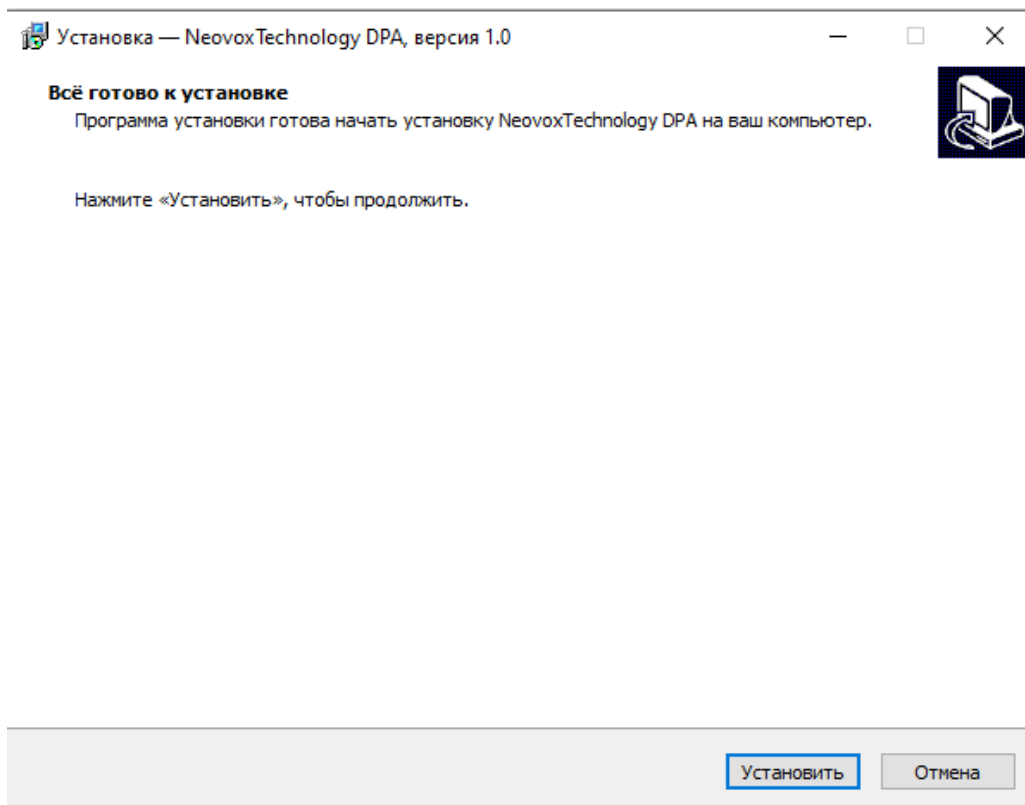 Установка — NeovoxTechnology DPA, версия 1.0
Всё готово к установке
Программа установки готова начать установку NeovoxTechnology DPA на ваш компьютер.
Нажмите «Установить», чтобы продолжить.
Установить
Отмена